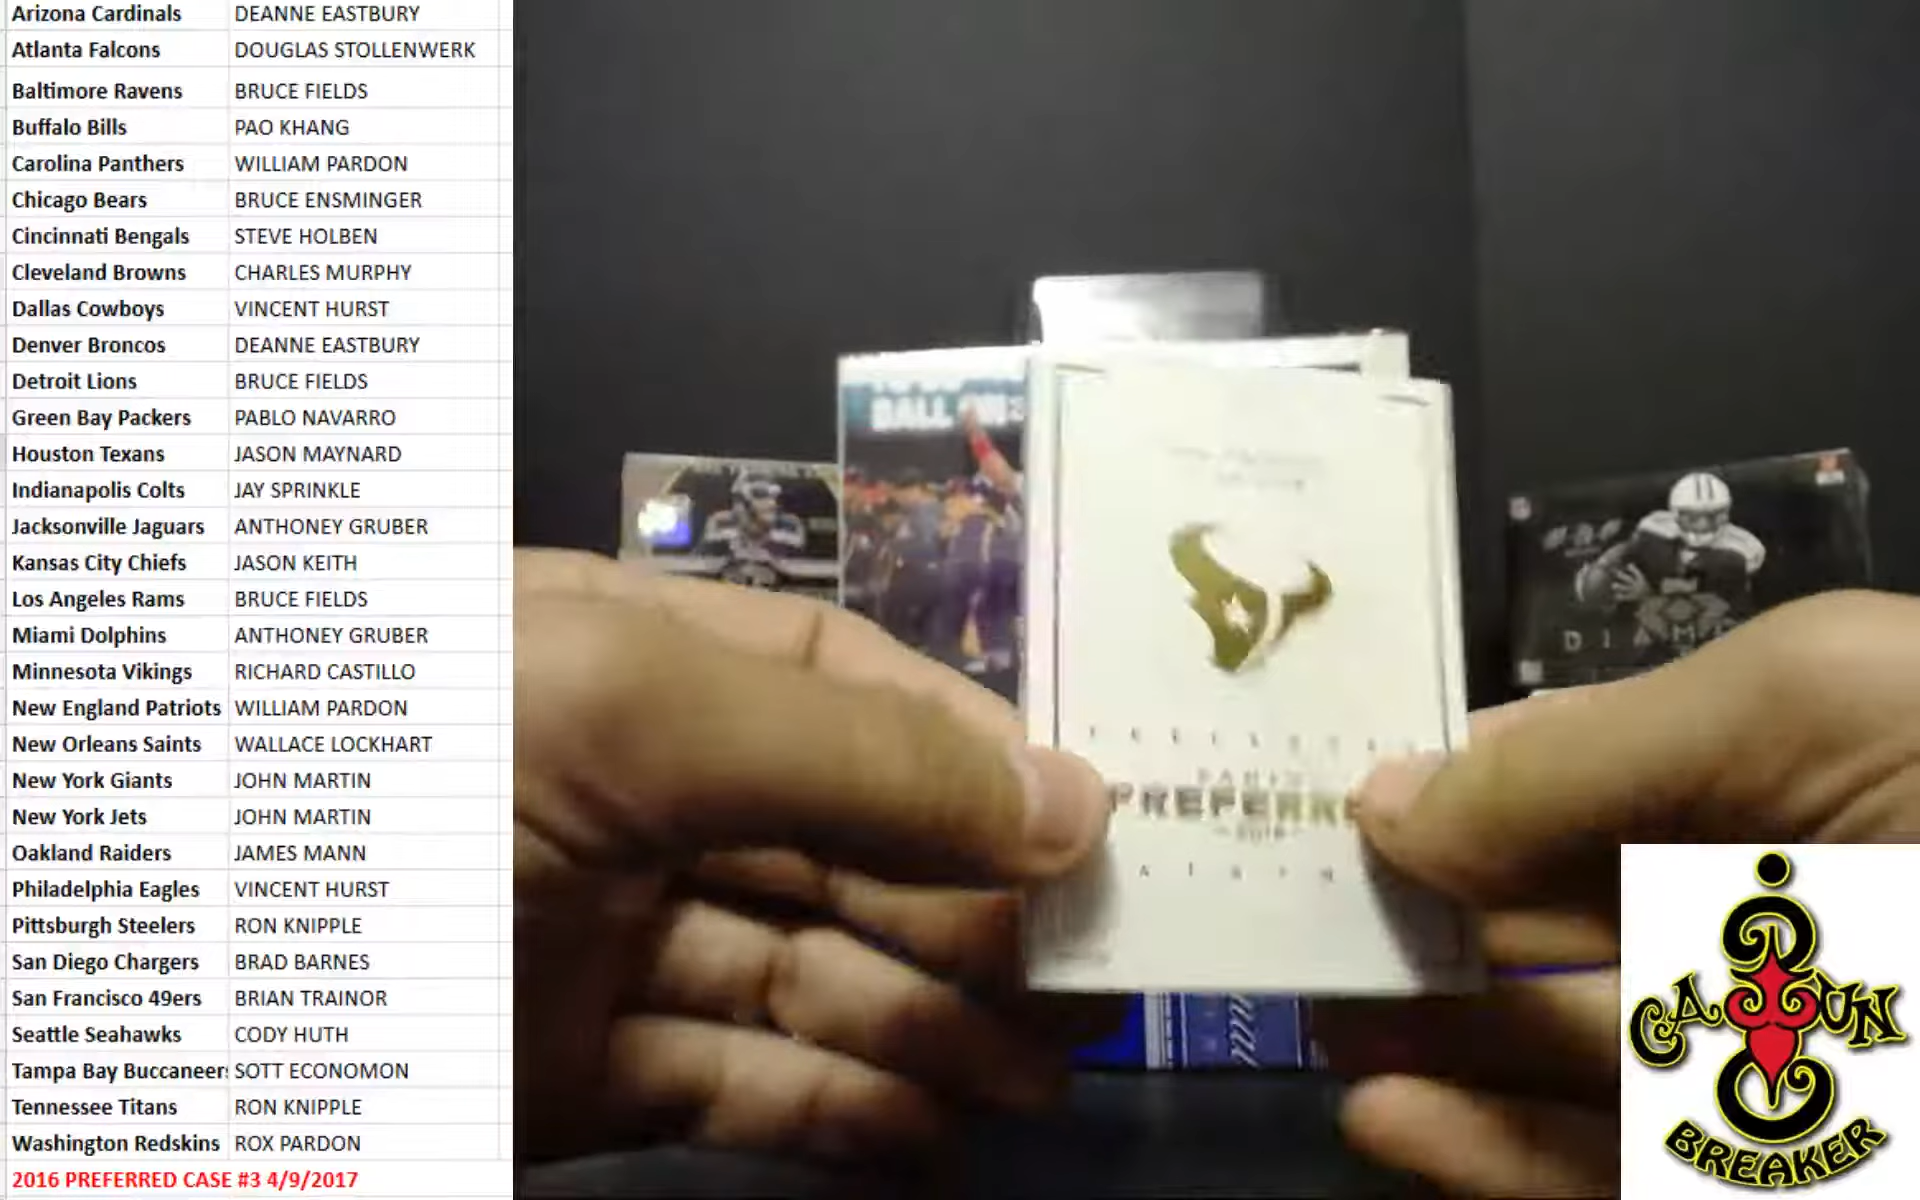 Arizona Cardinals DEANNE EASTBURY
Atlanta Falcons DOUGLAS STOLLENWERK
Baltimore Ravens BRUCE FIELDS
Buffalo Bills PAO KHANG
Carolina Panthers WILLIAM PARDON
Chicago Bears BRUCE ENSMINGER
Cincinnati Bengals STEVE HOLBEN
Cleveland Browns CHARLES MURPHY
Dallas Cowboys VINCENT HURST
Denver Broncos DEANNE EASTBURY
Detroit Lions BRUCE FIELDS
Green Bay Packers PABLO NAVARRO
Houston Texans JASON MAYNARD
Indianapolis Colts JAY SPRINKLE
Jacksonville Jaguars ANTHONEY GRUBER
Kansas City Chiefs JASON KEITH
Los Angeles Rams BRUCE FIELDS
Miami Dolphins ANTHONEY GRUBER
Minnesota Vikings RICHARD CASTILLO
New England Patriots WILLIAM PARDON
New Orleans Saints WALLACE LOCKHART
New York Giants JOHN MARTIN
New York Jets JOHN MARTIN
Oakland Raiders JAMES MANN
Philadelphia Eagles VINCENT HURST
Pittsburgh Steelers RON KNIPPLE
San Diego Chargers BRAD BARNES
San Francisco 49ers BRIAN TRAINOR
Seattle Seahawks CODY HUTH
Tampa Bay Buccaneer SOTT ECONOMON
Tennessee Titans RON KNIPPLE
Washington Redskins ROX PARDON
2016 PREFERRED CASE #3 4/9/2017
BALL
PANINI
PREFERRE
2016
DIAM
CAJUN
BREAKER